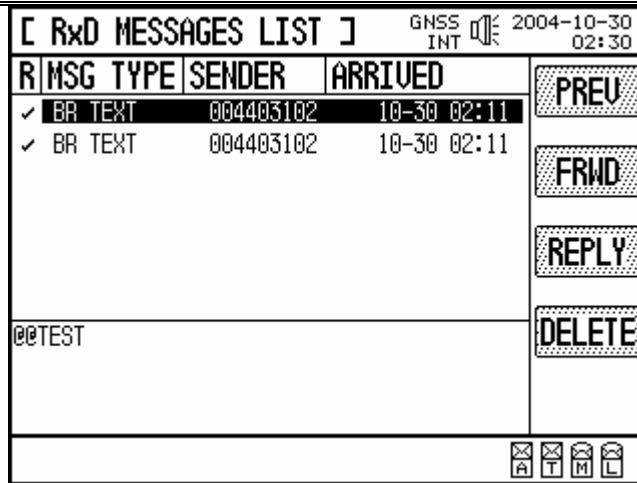 [ RxD MESSAGES LIST ] GNSS INT 2004-10-30 02:30
R MSG TYPE SENDER ARRIVED
✓ BR TEXT 004403102 10-30 02:11
✓ BR TEXT 004403102 10-30 02:11
@@TEST
PREV
FRWD
REPLY
DELETE
A T M L